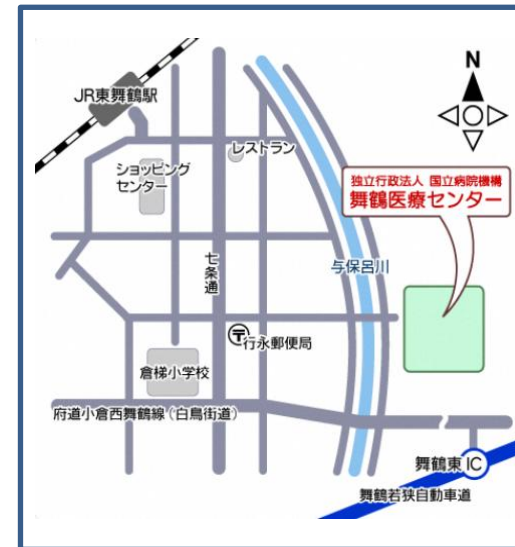 N
JR東舞鶴駅
レストラン
ショッピング
センター
独立行政法人 国立病院機構
舞鶴医療センター
七条通
与保呂川
〒行永郵便局
倉梯小学校
府道小倉西舞鶴線（白鳥街道）
舞鶴東IC
舞鶴若狭自動車道